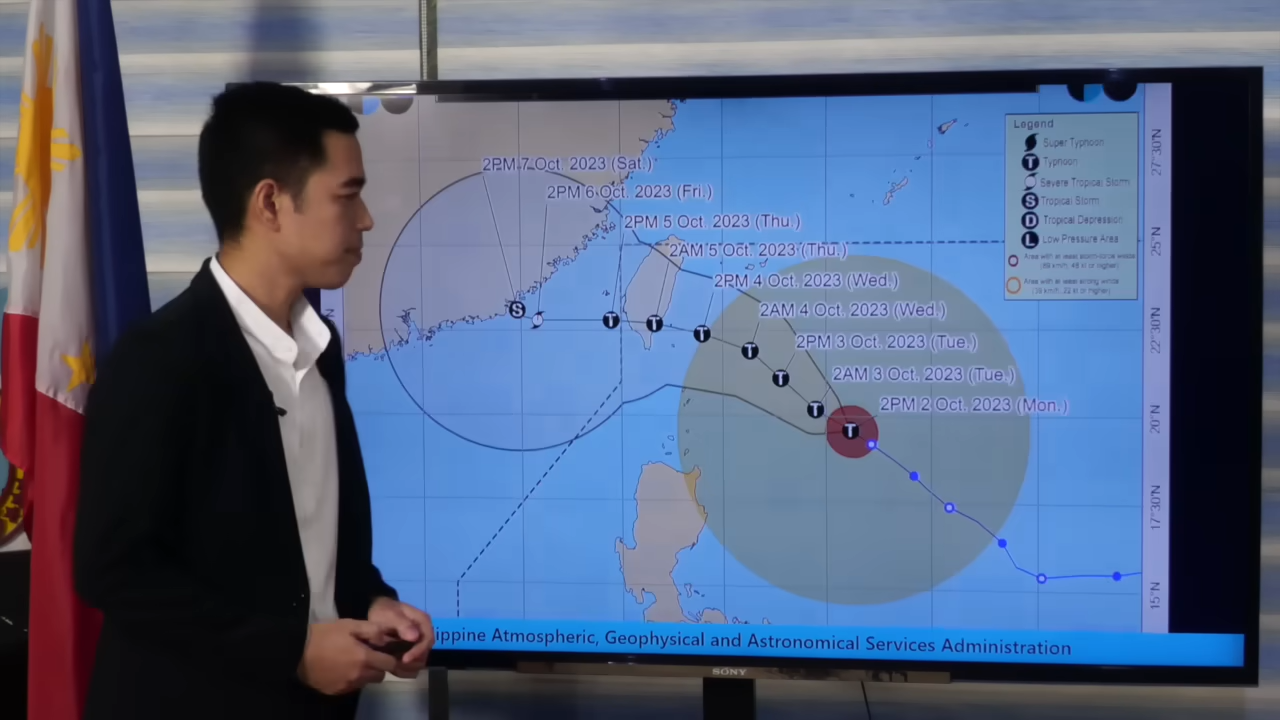 2PM 7 Oct. 2023 (Sat.)
2PM 6 Oct. 2023 (Fri.)
2PM 5 Oct. 2023 (Thu.)
2AM 5 Oct. 2023 (Thu.)
2PM 4 Oct. 2023 (Wed.)
2AM 4 Oct. 2023 (Wed.)
2PM 3 Oct. 2023 (Tue.)
2AM 3 Oct. 2023 (Tue.)
2PM 2 Oct. 2023 (Mon.)
Legend
Super Typhoon
T Typhoon
Severe Tropical Storm
S Tropical Storm
D Tropical Depression
L Low Pressure Area
S
T
T
T
T
T
T
T
27°30'N
25°N
22°30'N
20°N
17°30'N
15°N
N
ippine Atmospheric, Geophysical and Astronomical Services Administration
SONY